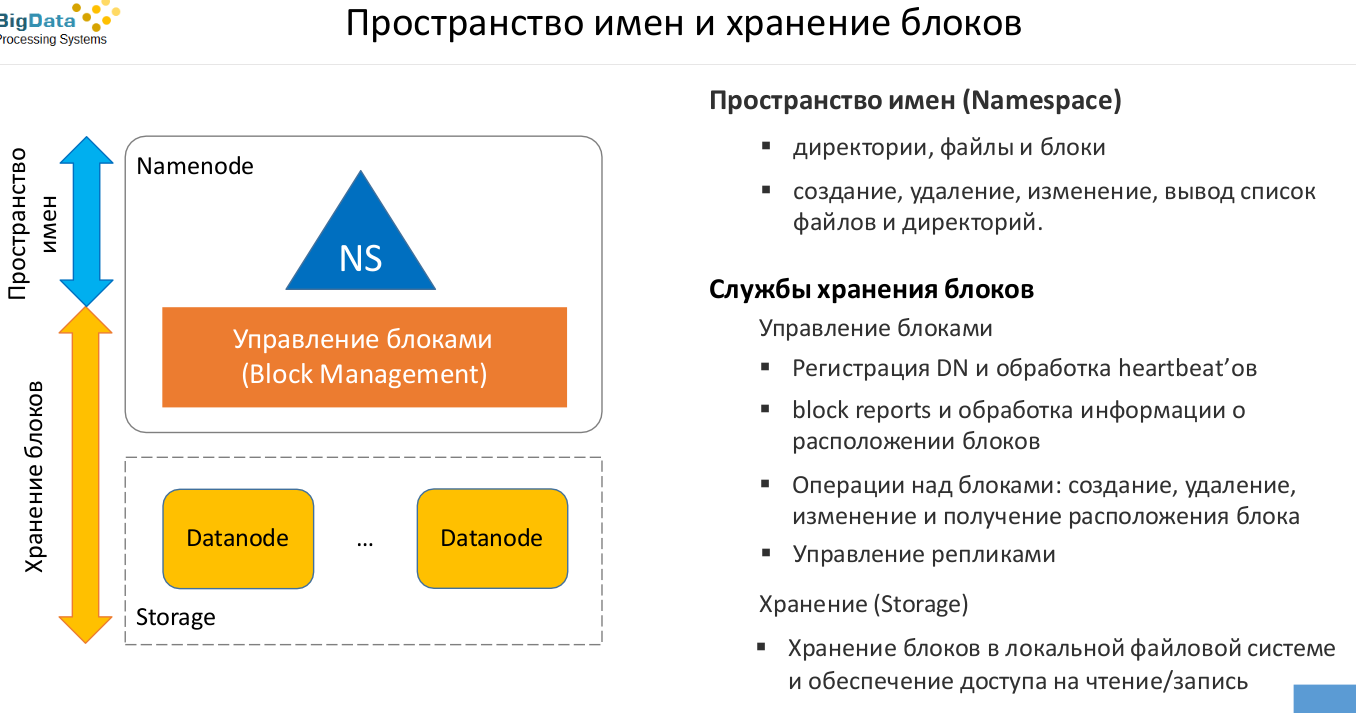 BigData
Processing Systems
Пространство имен и хранение блоков
Пространство
имен
Хранение блоков
Namenode
NS
Управление блоками
(Block Management)
Datanode
...
Datanode
Storage
Пространство имен (Namespace)
▪ директории, файлы и блоки
▪ создание, удаление, изменение, вывод список
файлов и директорий.
Службы хранения блоков
Управление блоками
▪ Регистрация DN и обработка heartbeat’ов
▪ block reports и обработка информации о
расположении блоков
▪ Операции над блоками: создание, удаление,
изменение и получение расположения блока
▪ Управление репликами
Хранение (Storage)
▪ Хранение блоков в локальной файловой системе
и обеспечение доступа на чтение/запись